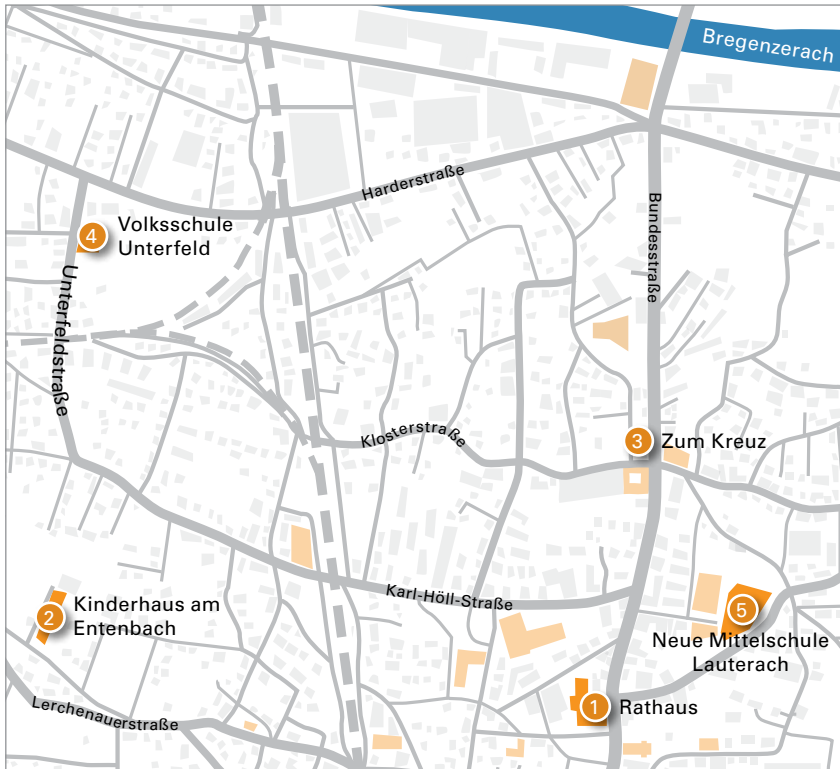 Bregenzerach
Harderstraße
Bundesstraße
4
Volksschule
Unterfeld
Unterfeldstraße
Klosterstraße
3
Zum Kreuz
Karl-Höll-Straße
2
Kinderhaus am
Entenbach
5
Neue Mittelschule
Lauterach
Lerchenauerstraße
1
Rathaus